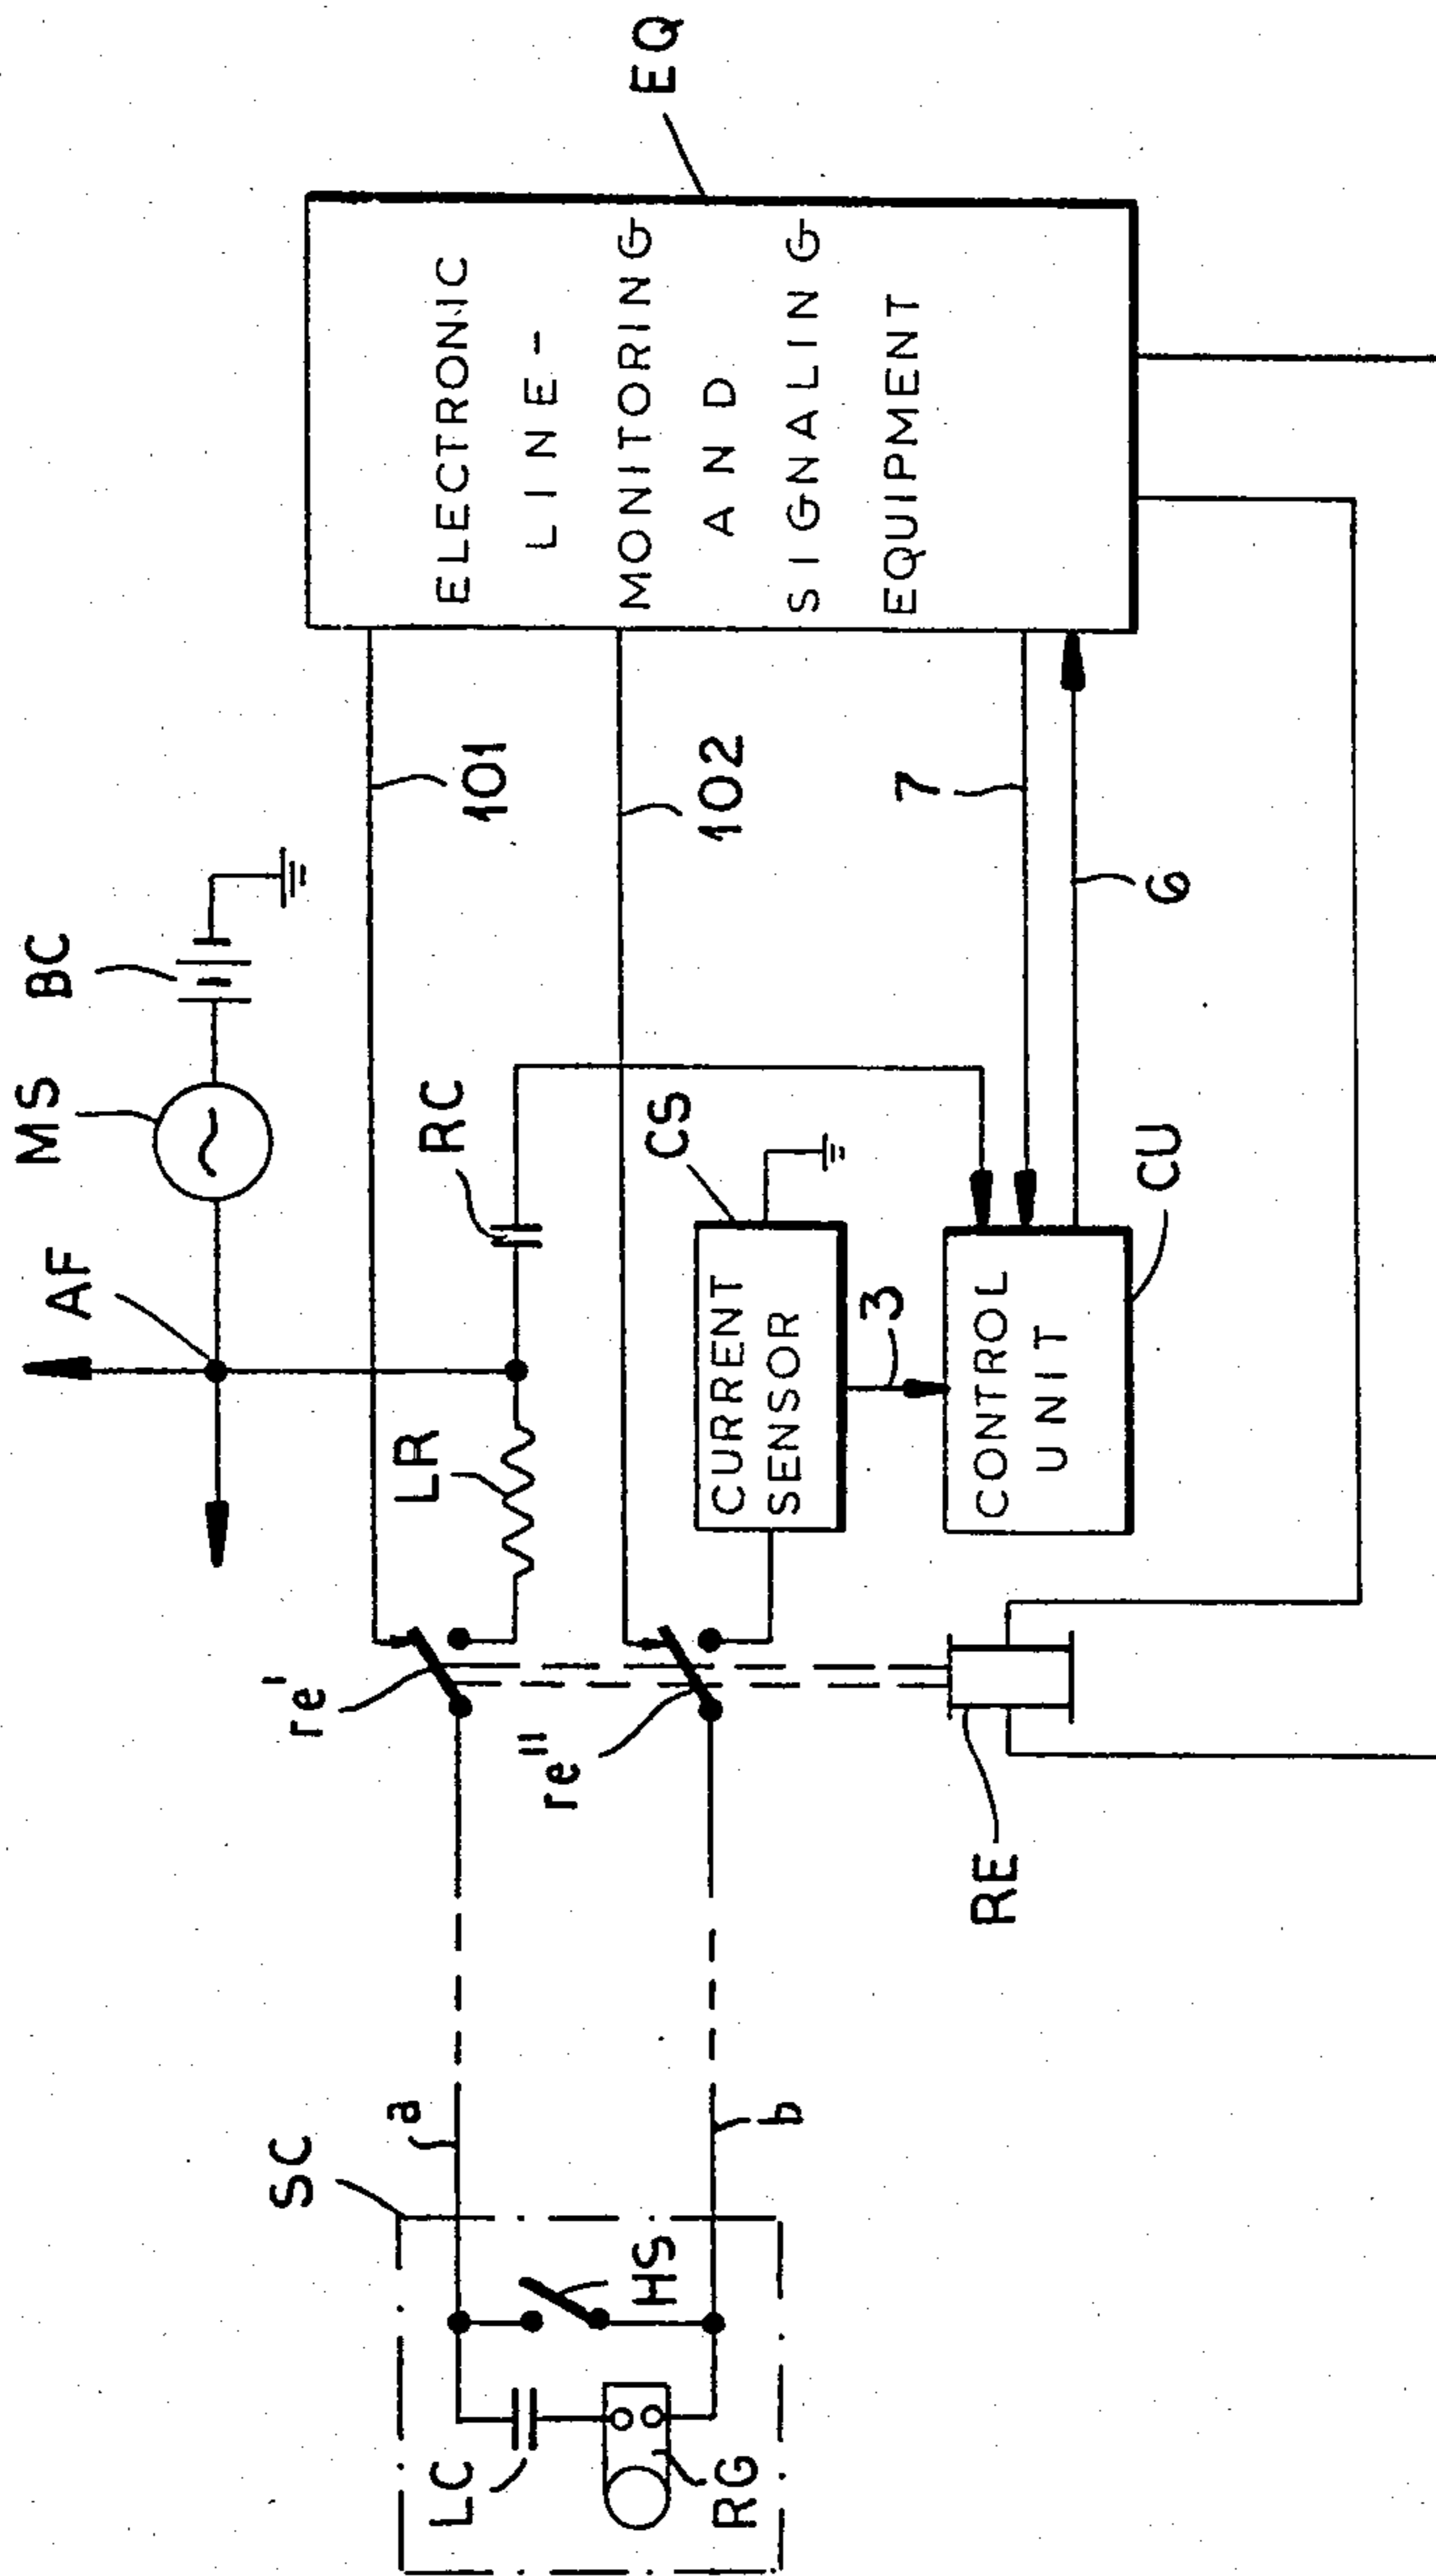 MS
BC
AF
re'
LR
RC
101
EQ
ELECTRONIC
LINE-
MONITORING
AND
SIGNALING
EQUIPMENT
SC
a
LC
HS
RG
b
re"
CS
102
CURRENT
SENSOR
3
7
6
RE
CONTROL
UNIT
CU